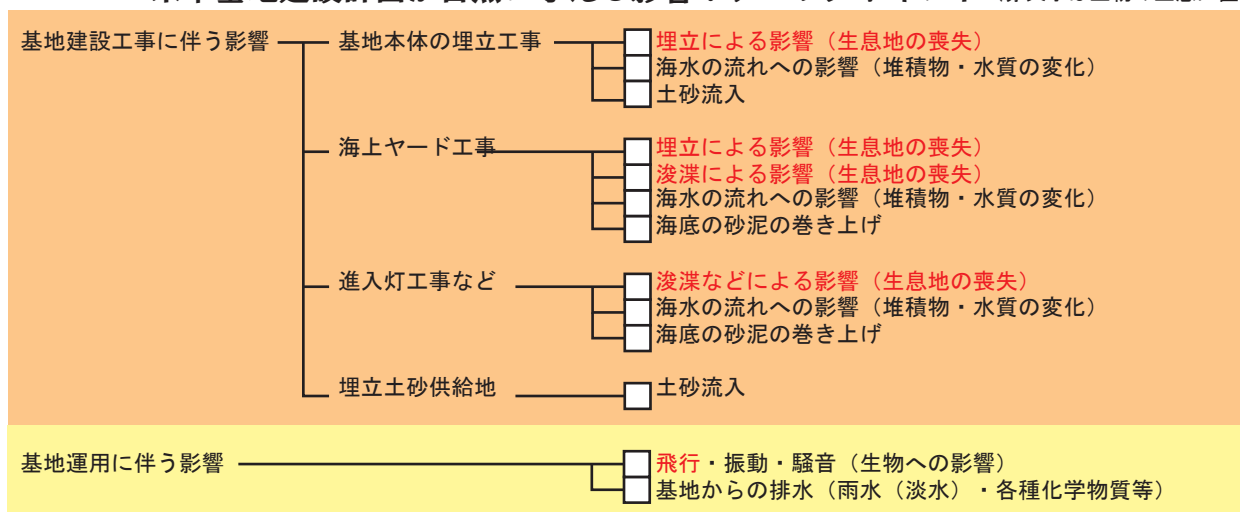 基地建設工事に伴う影響
基地本体の埋立工事
埋立による影響（生息地の喪失）
海水の流れへの影響（堆積物・水質の変化）
土砂流入
海上ヤード工事
埋立による影響（生息地の喪失）
浚渫による影響（生息地の喪失）
海水の流れへの影響（堆積物・水質の変化）
海底の砂泥の巻き上げ
進入灯工事など
浚渫などによる影響（生息地の喪失）
海水の流れへの影響（堆積物・水質の変化）
海底の砂泥の巻き上げ
埋立土砂供給地
土砂流入
基地運用に伴う影響
飛行・振動・騒音（生物への影響）
基地からの排水（雨水（淡水）・各種化学物質等）